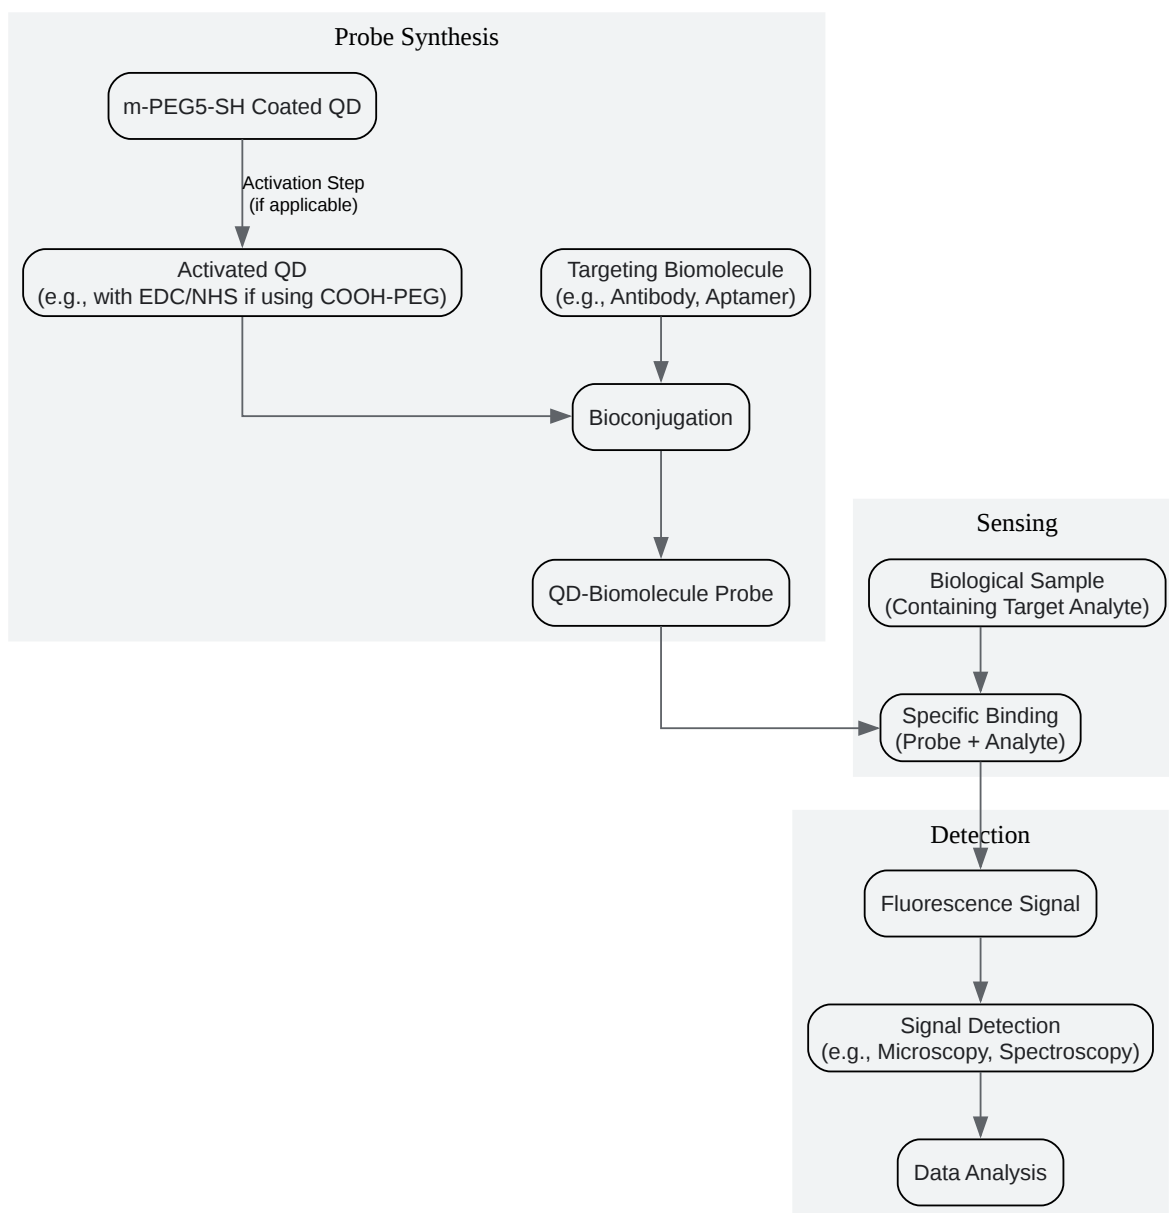 Probe Synthesis
m-PEG5-SH Coated QD
Activation Step
(if applicable)
Activated QD
(e.g., with EDC/NHS if using COOH-PEG)
Targeting Biomolecule
(e.g., Antibody, Aptamer)
Bioconjugation
QD-Biomolecule Probe
Sensing
Biological Sample
(Containing Target Analyte)
Specific Binding
(Probe + Analyte)
Detection
Fluorescence Signal
Signal Detection
(e.g., Microscopy, Spectroscopy)
Data Analysis